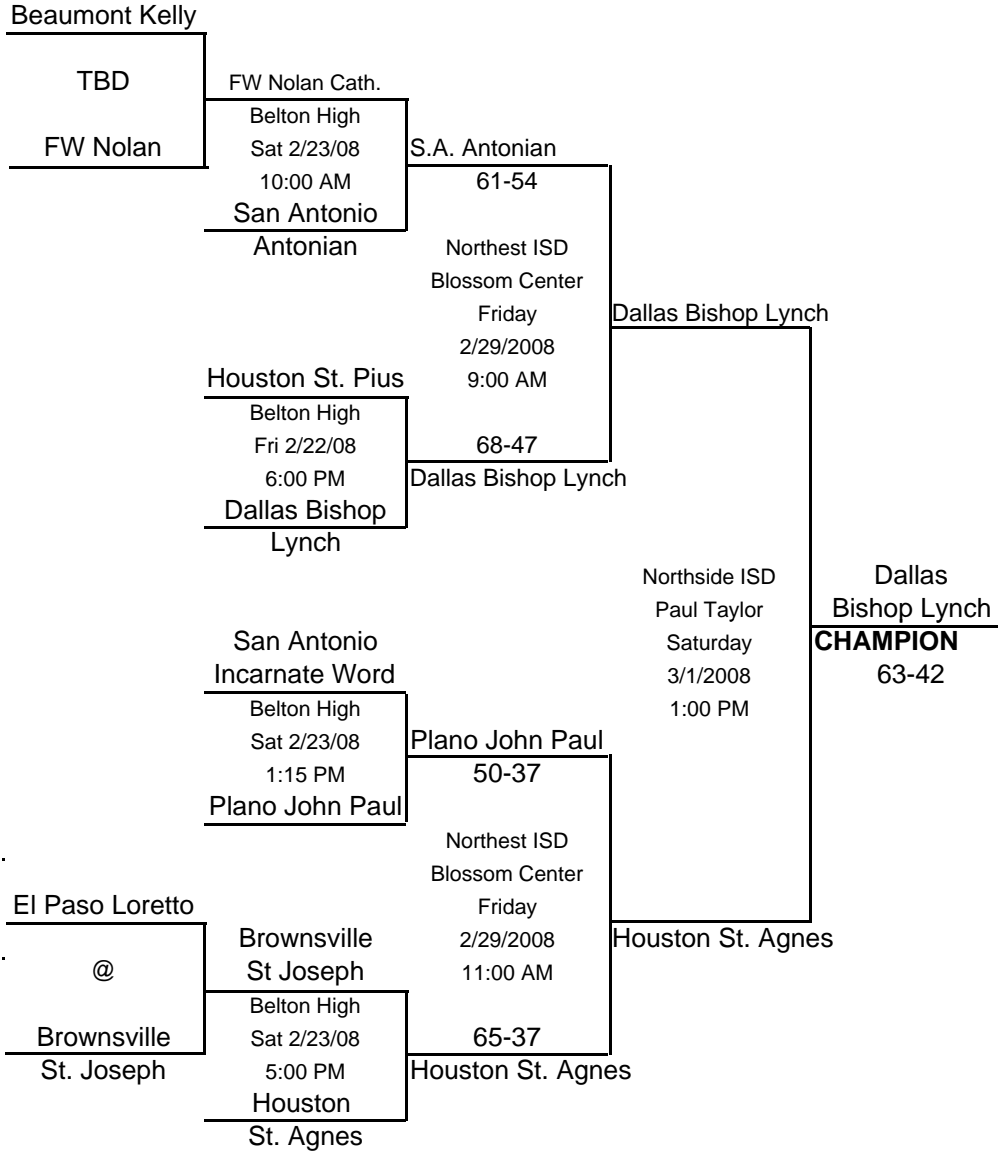 Beaumont Kelly
TBD
FW Nolan
FW Nolan Cath.
Belton High
Sat 2/23/08
10:00 AM
San Antonio
Antonian
S.A. Antonian
61-54
Northest ISD
Blossom Center
Friday
2/29/2008
9:00 AM
Houston St. Pius
Belton High
Fri 2/22/08
6:00 PM
Dallas Bishop
Lynch
68-47
Dallas Bishop Lynch
Dallas Bishop Lynch
San Antonio
Incarnate Word
Belton High
Sat 2/23/08
1:15 PM
Plano John Paul
Plano John Paul
50-37
Northest ISD
Blossom Center
Friday
2/29/2008
11:00 AM
El Paso Loretto
@
Brownsville
St. Joseph
Brownsville
St Joseph
Belton High
Sat 2/23/08
5:00 PM
Houston
St. Agnes
65-37
Houston St. Agnes
Houston St. Agnes
Northside ISD
Paul Taylor
Saturday
3/1/2008
1:00 PM
Dallas
Bishop Lynch
CHAMPION
63-42